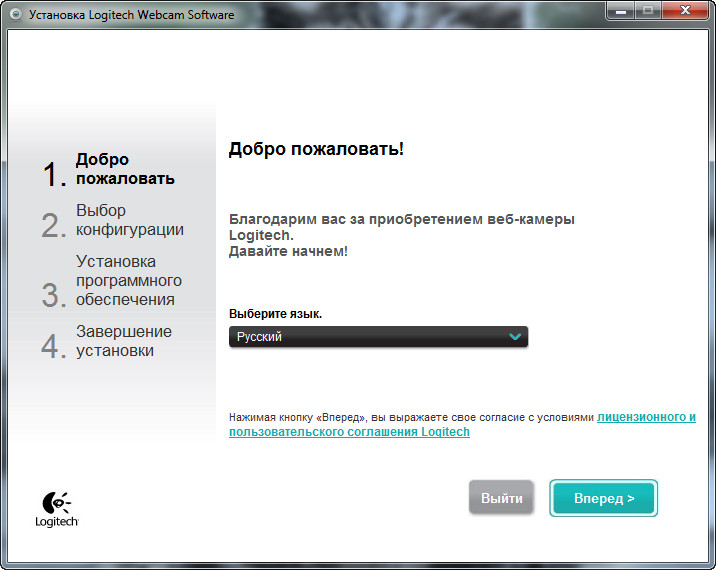 Установка Logitech Webcam Software
Добро пожаловать!
1. Добро
пожаловать
2. Выбор
конфигурации
3. Установка
программного
обеспечения
4. Завершение
установки
Благодарим вас за приобретением веб-камеры
Logitech.
Давайте начнем!
Выберите язык.
Русский
Нажимая кнопку «Вперед», вы выражаете свое согласие с условиями лицензионного и
пользовательского соглашения Logitech
Logitech
Выйти
Вперед >